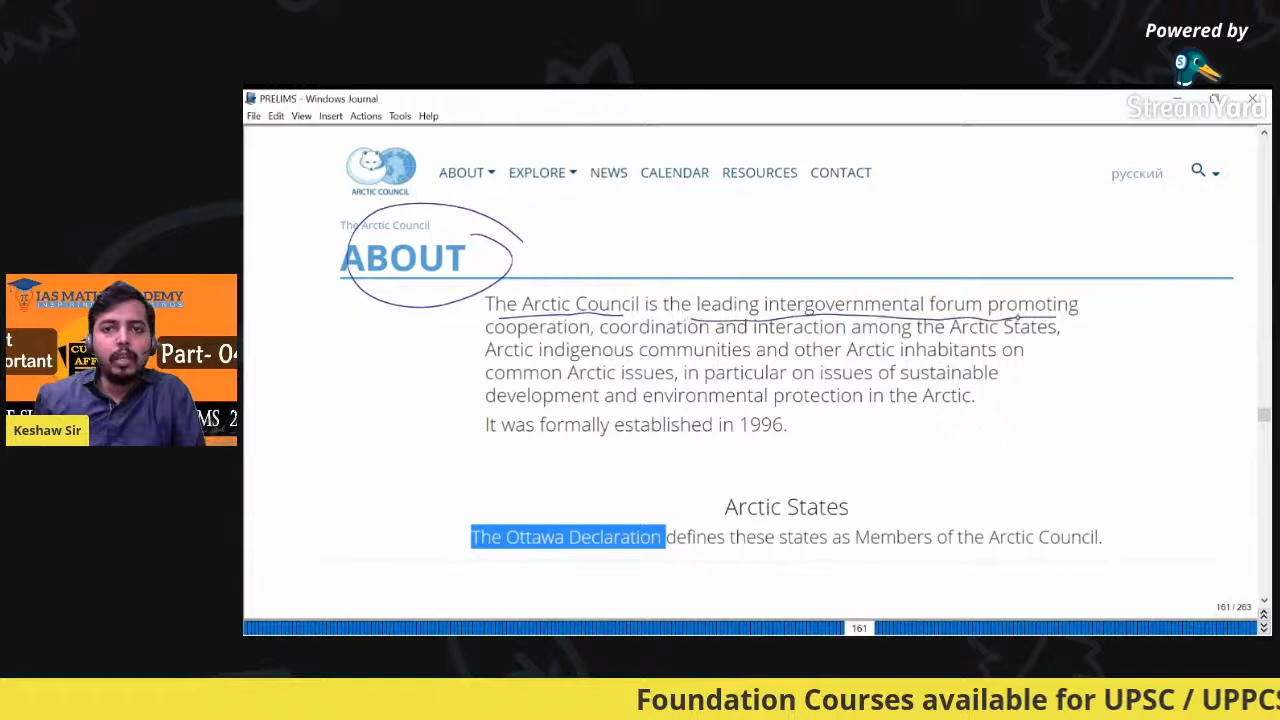 Powered by
StreamYard
PRELIMS - Windows Journal
File Edit View Insert Actions Tools Help
ARCTIC COUNCIL
ABOUT EXPLORE NEWS CALENDAR RESOURCES CONTACT
русский
The Arctic Council
ABOUT
The Arctic Council is the leading intergovernmental forum promoting
cooperation, coordination and interaction among the Arctic States,
Arctic indigenous communities and other Arctic inhabitants on
common Arctic issues, in particular on issues of sustainable
development and environmental protection in the Arctic.
It was formally established in 1996.
Arctic States
The Ottawa Declaration defines these states as Members of the Arctic Council.
161 / 263
161
Part- 04
Keshaw Sir
Foundation Courses available for UPSC / UPPCS